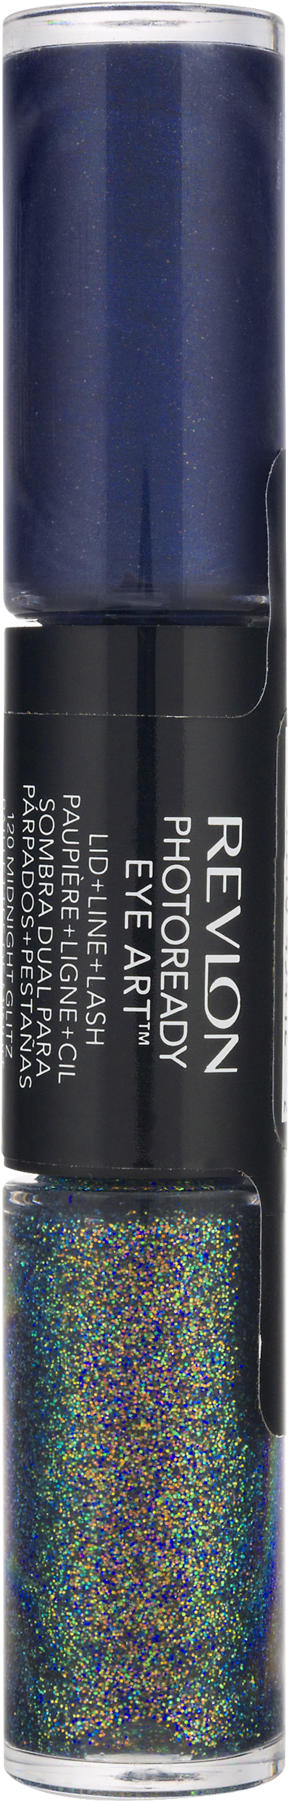 REVLON
PHOTOREADY
EYE ART™
LID+LINE+LASH
PAUPIÈRE+LIGNE+CIL
SOMBRA DUAL PARA
PÁRPADOS+PESTAÑAS
120 MIDNIGHT GLITZ